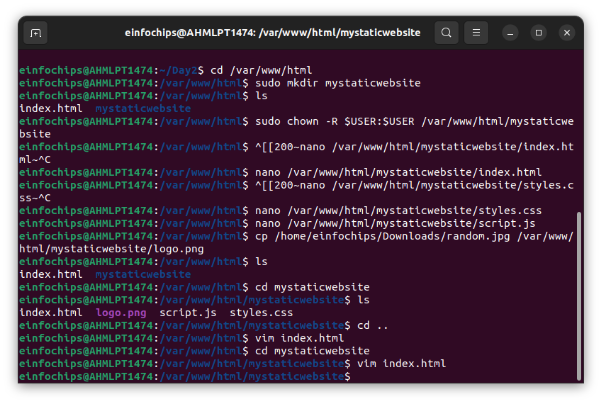 einfochips@AHMLPT1474: /var/www/html/mystaticwebsite
einfochips@AHMLPT1474:~/Day2$ cd /var/www/html
einfochips@AHMLPT1474:/var/www/html$ sudo mkdir mystaticwebsite
einfochips@AHMLPT1474:/var/www/html$ ls
index.html  mystaticwebsite
einfochips@AHMLPT1474:/var/www/html$ sudo chown -R $USER:$USER /var/www/html/mystaticwe
bsite
einfochips@AHMLPT1474:/var/www/html$ ^[[200~nano /var/www/html/mystaticwebsite/index.ht
ml~^C
einfochips@AHMLPT1474:/var/www/html$ nano /var/www/html/mystaticwebsite/index.html
einfochips@AHMLPT1474:/var/www/html$ ^[[200~nano /var/www/html/mystaticwebsite/styles.c
ss~^C
einfochips@AHMLPT1474:/var/www/html$ nano /var/www/html/mystaticwebsite/styles.css
einfochips@AHMLPT1474:/var/www/html$ nano /var/www/html/mystaticwebsite/script.js
einfochips@AHMLPT1474:/var/www/html$ cp /home/einfochips/Downloads/random.jpg /var/www/
html/mystaticwebsite/logo.png
einfochips@AHMLPT1474:/var/www/html$ ls
index.html  mystaticwebsite
einfochips@AHMLPT1474:/var/www/html$ cd mystaticwebsite
einfochips@AHMLPT1474:/var/www/html/mystaticwebsite$ ls
index.html  logo.png  script.js  styles.css
einfochips@AHMLPT1474:/var/www/html/mystaticwebsite$ cd ..
einfochips@AHMLPT1474:/var/www/html$ vim index.html
einfochips@AHMLPT1474:/var/www/html$ cd mystaticwebsite
einfochips@AHMLPT1474:/var/www/html/mystaticwebsite$ vim index.html
einfochips@AHMLPT1474:/var/www/html/mystaticwebsite$